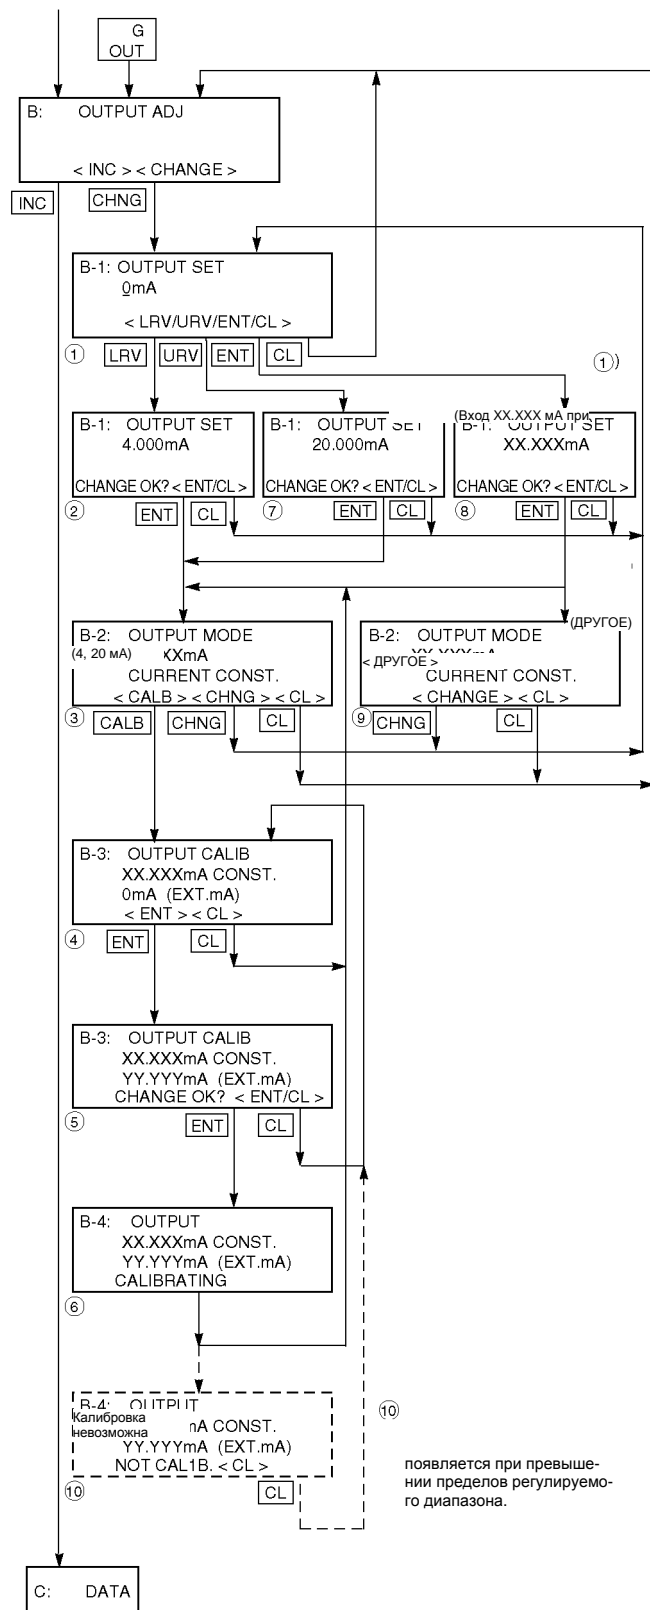 G
OUT
B: OUTPUT ADJ
< INC > < CHANGE >
INC CHNG
B-1: OUTPUT SET
0mA
< LRV/URV/ENT/CL >
① LRV URV ENT CL
①)
(Вход XX.XXX мА при
B-1: OUTPUT SET
4.000mA
CHANGE OK? < ENT/CL >
② ENT CL
B-1: OUTPUT SET
20.000mA
CHANGE OK? < ENT/CL >
⑦ ENT CL
B-1: OUTPUT SET
XX.XXXmA
CHANGE OK? < ENT/CL >
⑧ ENT CL
B-2: OUTPUT MODE
(4, 20 мА) XXmA
CURRENT CONST.
< CALB > < CHNG > < CL >
③ CALB CHNG CL
(ДРУГОЕ)
B-2: OUTPUT MODE
< ДРУГОЕ >
CURRENT CONST.
< CHANGE > < CL >
⑨ CHNG CL
B-3: OUTPUT CALIB
XX.XXXmA CONST.
0mA (EXT.mA)
< ENT > < CL >
④ ENT CL
B-3: OUTPUT CALIB
XX.XXXmA CONST.
YY.YYYmA (EXT.mA)
CHANGE OK? < ENT/CL >
⑤ ENT CL
B-4: OUTPUT
XX.XXXmA CONST.
YY.YYYmA (EXT.mA)
CALIBRATING
⑥
B-4: OUTPUT
Калибровка
невозможна mA CONST.
YY.YYYmA (EXT.mA)
NOT CAL1B. < CL >
⑩ CL
⑩
появляется при превыше-
нии пределов регулируемо-
го диапазона.
C: DATA